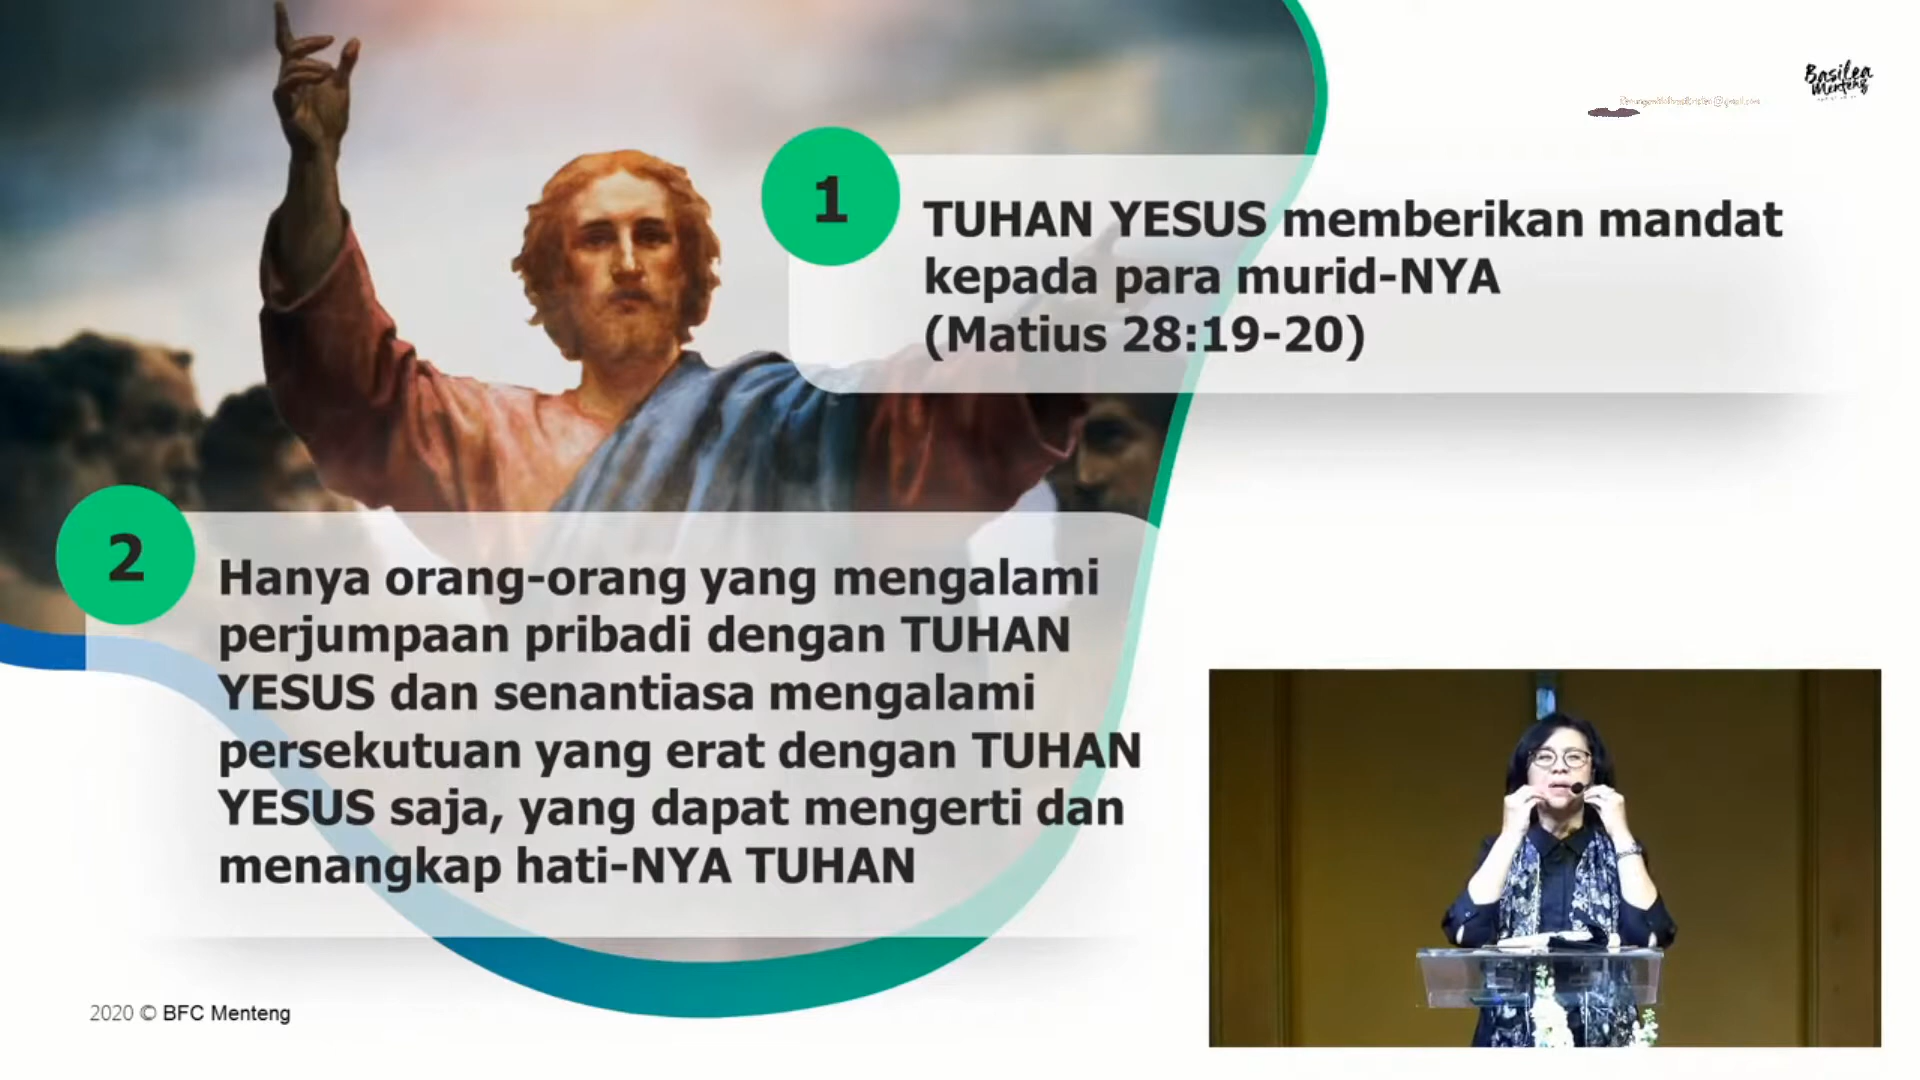 Basilea
Menteng
1
TUHAN YESUS memberikan mandat
kepada para murid-NYA
(Matius 28:19-20)
2
Hanya orang-orang yang mengalami
perjumpaan pribadi dengan TUHAN
YESUS dan senantiasa mengalami
persekutuan yang erat dengan TUHAN
YESUS saja, yang dapat mengerti dan
menangkap hati-NYA TUHAN
2020 © BFC Menteng